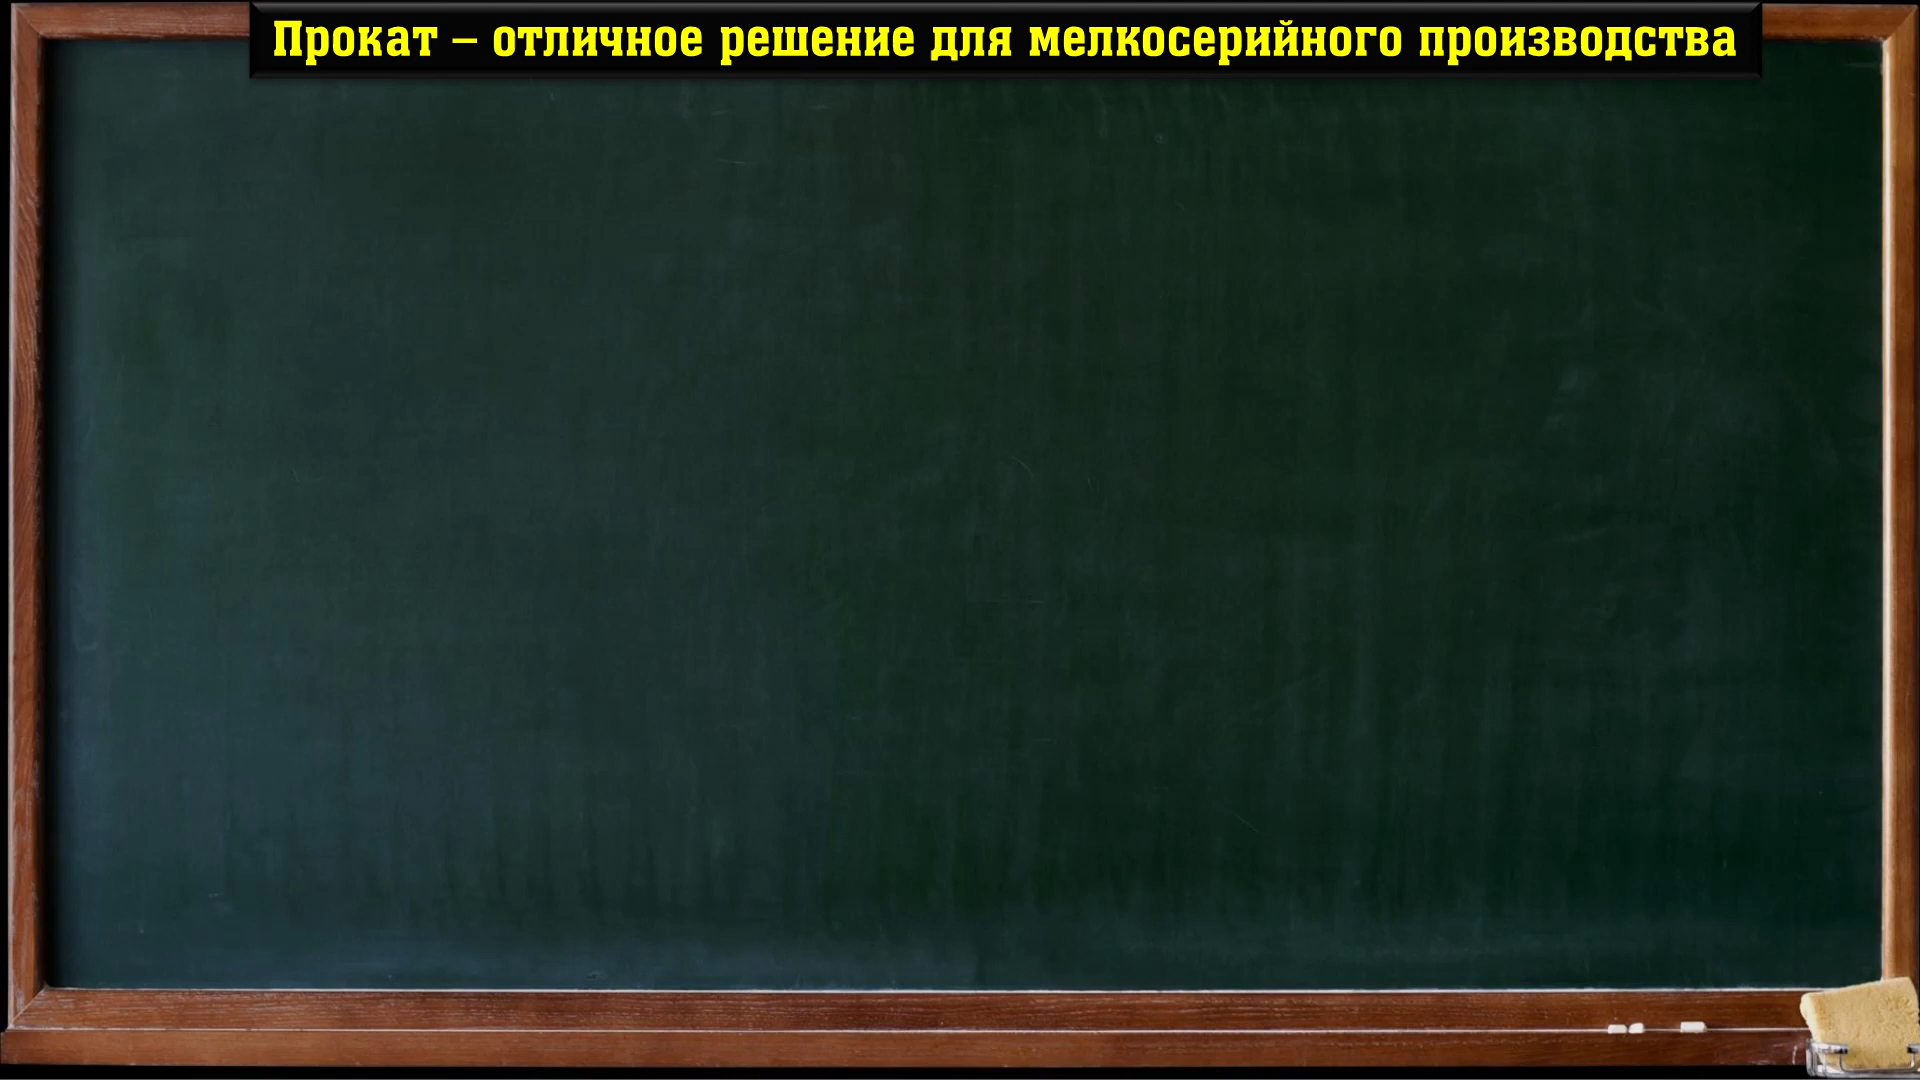 Прокат – отличное решение для мелкосерийного производства